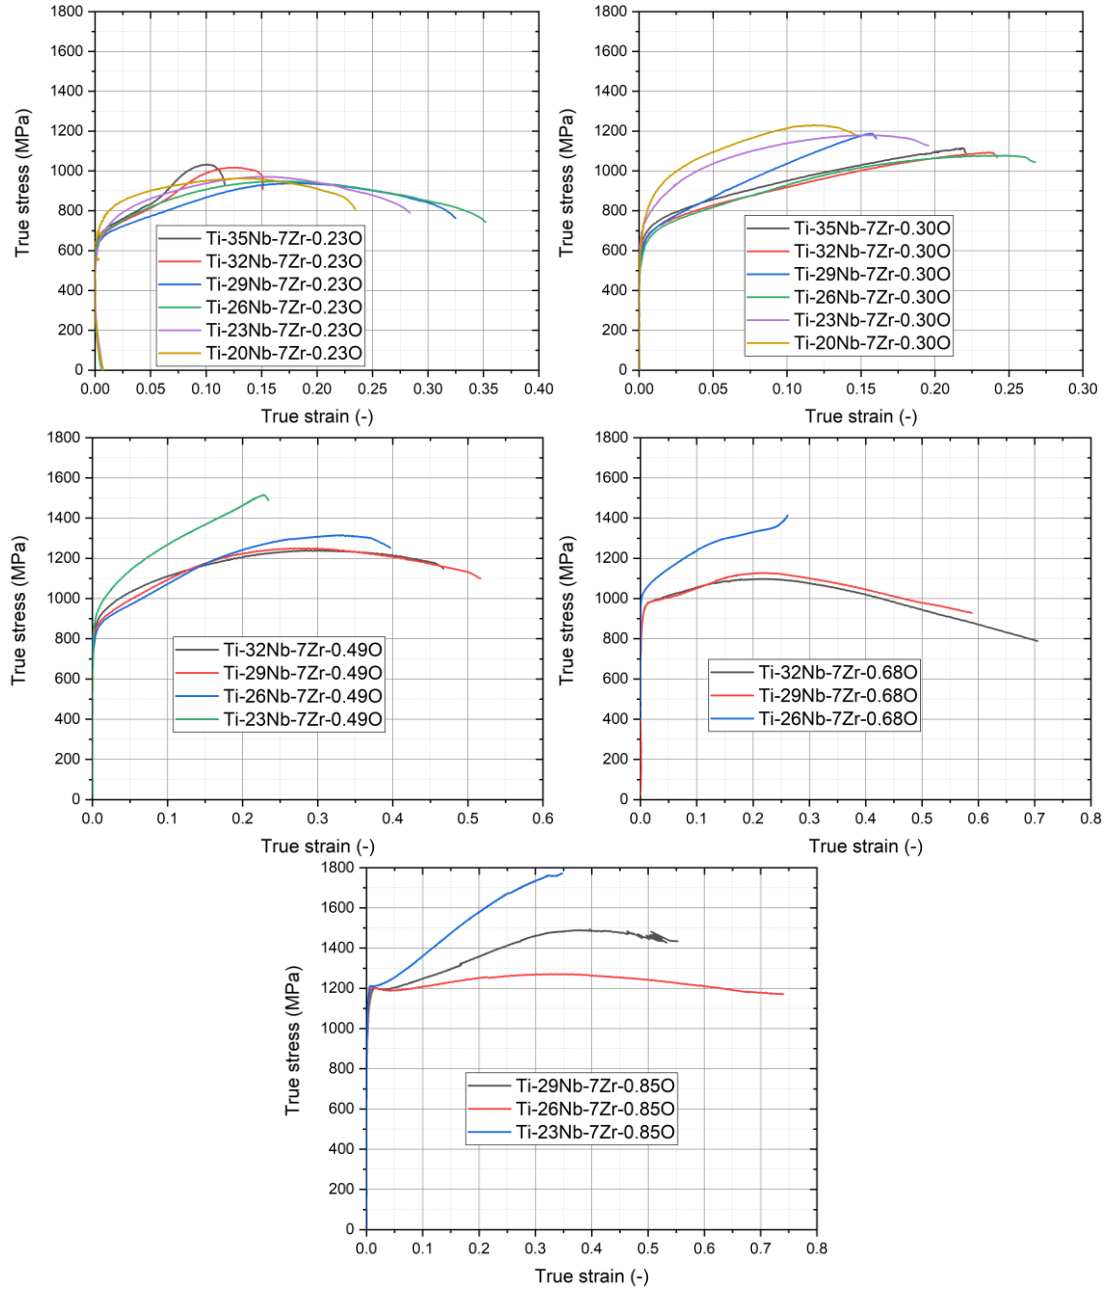 1800
1600
1400
1200
1000
800
600
400
200
0
True stress (MPa)
Ti-35Nb-7Zr-0.23O
Ti-32Nb-7Zr-0.23O
Ti-29Nb-7Zr-0.23O
Ti-26Nb-7Zr-0.23O
Ti-23Nb-7Zr-0.23O
Ti-20Nb-7Zr-0.23O
0.00 0.05 0.10 0.15 0.20 0.25 0.30 0.35 0.40
True strain (-)
1800
1600
1400
1200
1000
800
600
400
200
0
True stress (MPa)
Ti-35Nb-7Zr-0.30O
Ti-32Nb-7Zr-0.30O
Ti-29Nb-7Zr-0.30O
Ti-26Nb-7Zr-0.30O
Ti-23Nb-7Zr-0.30O
Ti-20Nb-7Zr-0.30O
0.00 0.05 0.10 0.15 0.20 0.25 0.30
True strain (-)
1800
1600
1400
1200
1000
800
600
400
200
0
True stress (MPa)
Ti-32Nb-7Zr-0.49O
Ti-29Nb-7Zr-0.49O
Ti-26Nb-7Zr-0.49O
Ti-23Nb-7Zr-0.49O
0.0 0.1 0.2 0.3 0.4 0.5 0.6
True strain (-)
1800
1600
1400
1200
1000
800
600
400
200
0
True stress (MPa)
Ti-32Nb-7Zr-0.68O
Ti-29Nb-7Zr-0.68O
Ti-26Nb-7Zr-0.68O
0.0 0.1 0.2 0.3 0.4 0.5 0.6 0.7 0.8
True strain (-)
1800
1600
1400
1200
1000
800
600
400
200
0
True stress (MPa)
Ti-29Nb-7Zr-0.85O
Ti-26Nb-7Zr-0.85O
Ti-23Nb-7Zr-0.85O
0.0 0.1 0.2 0.3 0.4 0.5 0.6 0.7 0.8
True strain (-)